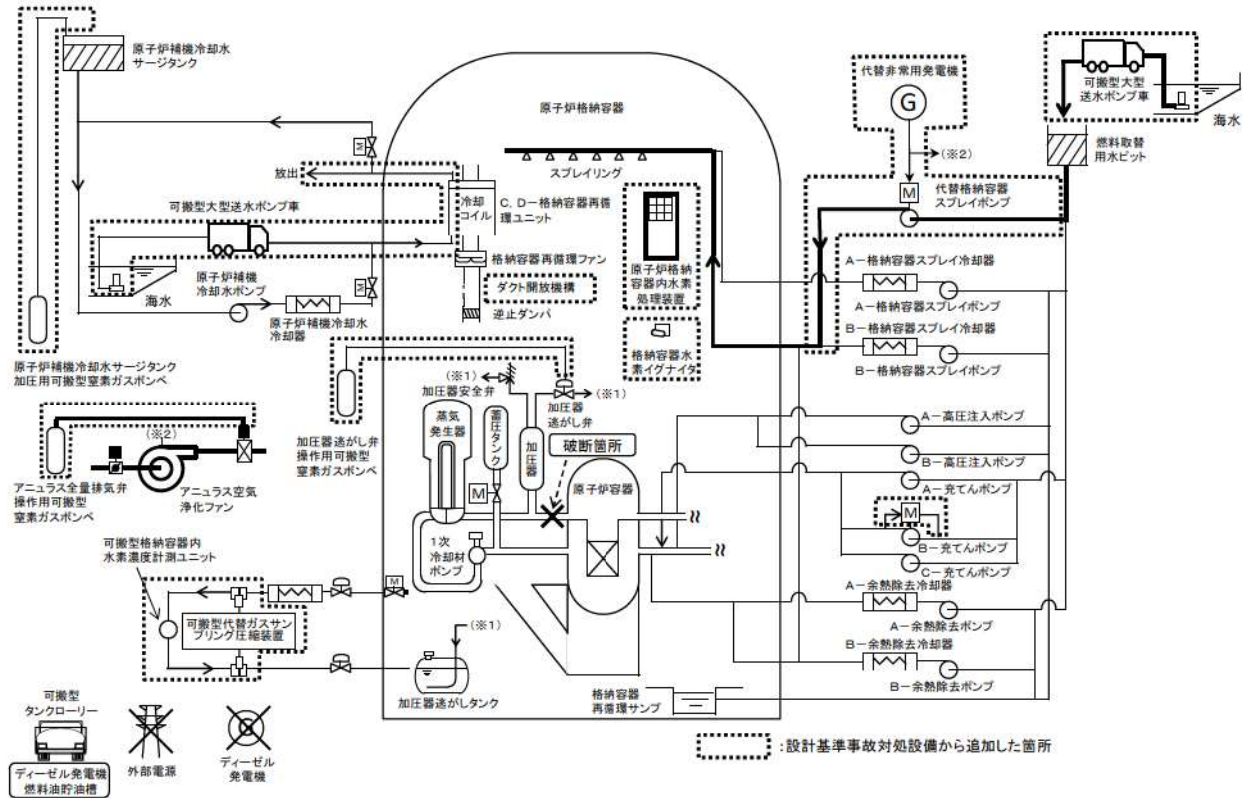 原子炉補機冷却水
サージタンク
原子炉格納容器
代替非常用発電機
G
可搬型大型
送水ポンプ車
海水
(※2)
燃料取替
用水ピット
M
放出
スプレイリング
M
代替格納容器
スプレイポンプ
可搬型大型送水ポンプ車
冷却
コイル
C, D-格納容器再循
環ユニット
格納容器再循環ファン
原子炉格納
容器内水素
処理装置
A-格納容器スプレイ冷却器
海水
原子炉補機
冷却水ポンプ
M
ダクト開放機構
A-格納容器スプレイポンプ
原子炉補機冷却水
冷却器
逆止ダンパ
B-格納容器スプレイ冷却器
格納容器水
素イグナイタ
B-格納容器スプレイポンプ
原子炉補機冷却水サージタンク
加圧用可搬型窒素ガスボンベ
(※1)
(※1)
加圧器安全弁
加圧器
逃がし弁
蒸気
発生器
蓄圧タンク
加圧器
破断箇所
A-高圧注入ポンプ
加圧器逃がし弁
操作用可搬型
窒素ガスボンベ
(※2)
B-高圧注入ポンプ
アニュラス全量排気弁
操作用可搬型
窒素ガスボンベ
アニュラス空気
浄化ファン
M
原子炉容器
A-充てんポンプ
M
B-充てんポンプ
1次
冷却材
ポンプ
C-充てんポンプ
可搬型格納容器内
水素濃度計測ユニット
M
A-余熱除去冷却器
可搬型代替ガスサン
プリング圧縮装置
(※1)
A-余熱除去ポンプ
B-余熱除去冷却器
B-余熱除去ポンプ
加圧器逃がしタンク
格納容器
再循環サンプ
可搬型
タンクローリー
ディーゼル発電機
燃料油貯油槽
外部電源
ディーゼル
発電機
:設計基準事故対処設備から追加した箇所